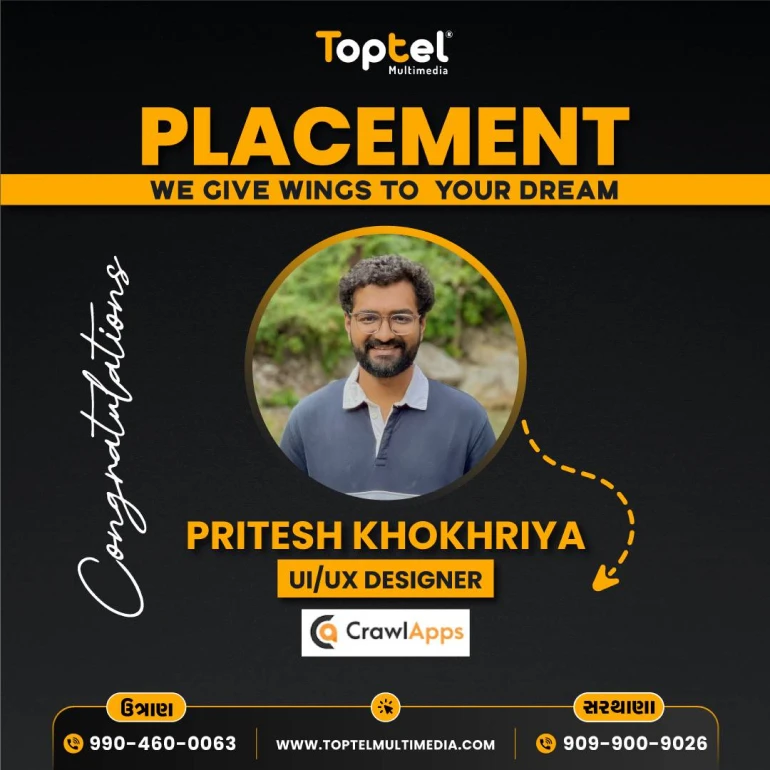 Toptel®
Multimedia
PLACEMENT
WE GIVE WINGS TO YOUR DREAM
Congratulations
PRITESH KHOKHRIYA
UI/UX DESIGNER
CrawlApps
ઉત્રાણ
સરથાણા
990-460-0063
WWW.TOPTELMULTIMEDIA.COM
909-900-9026